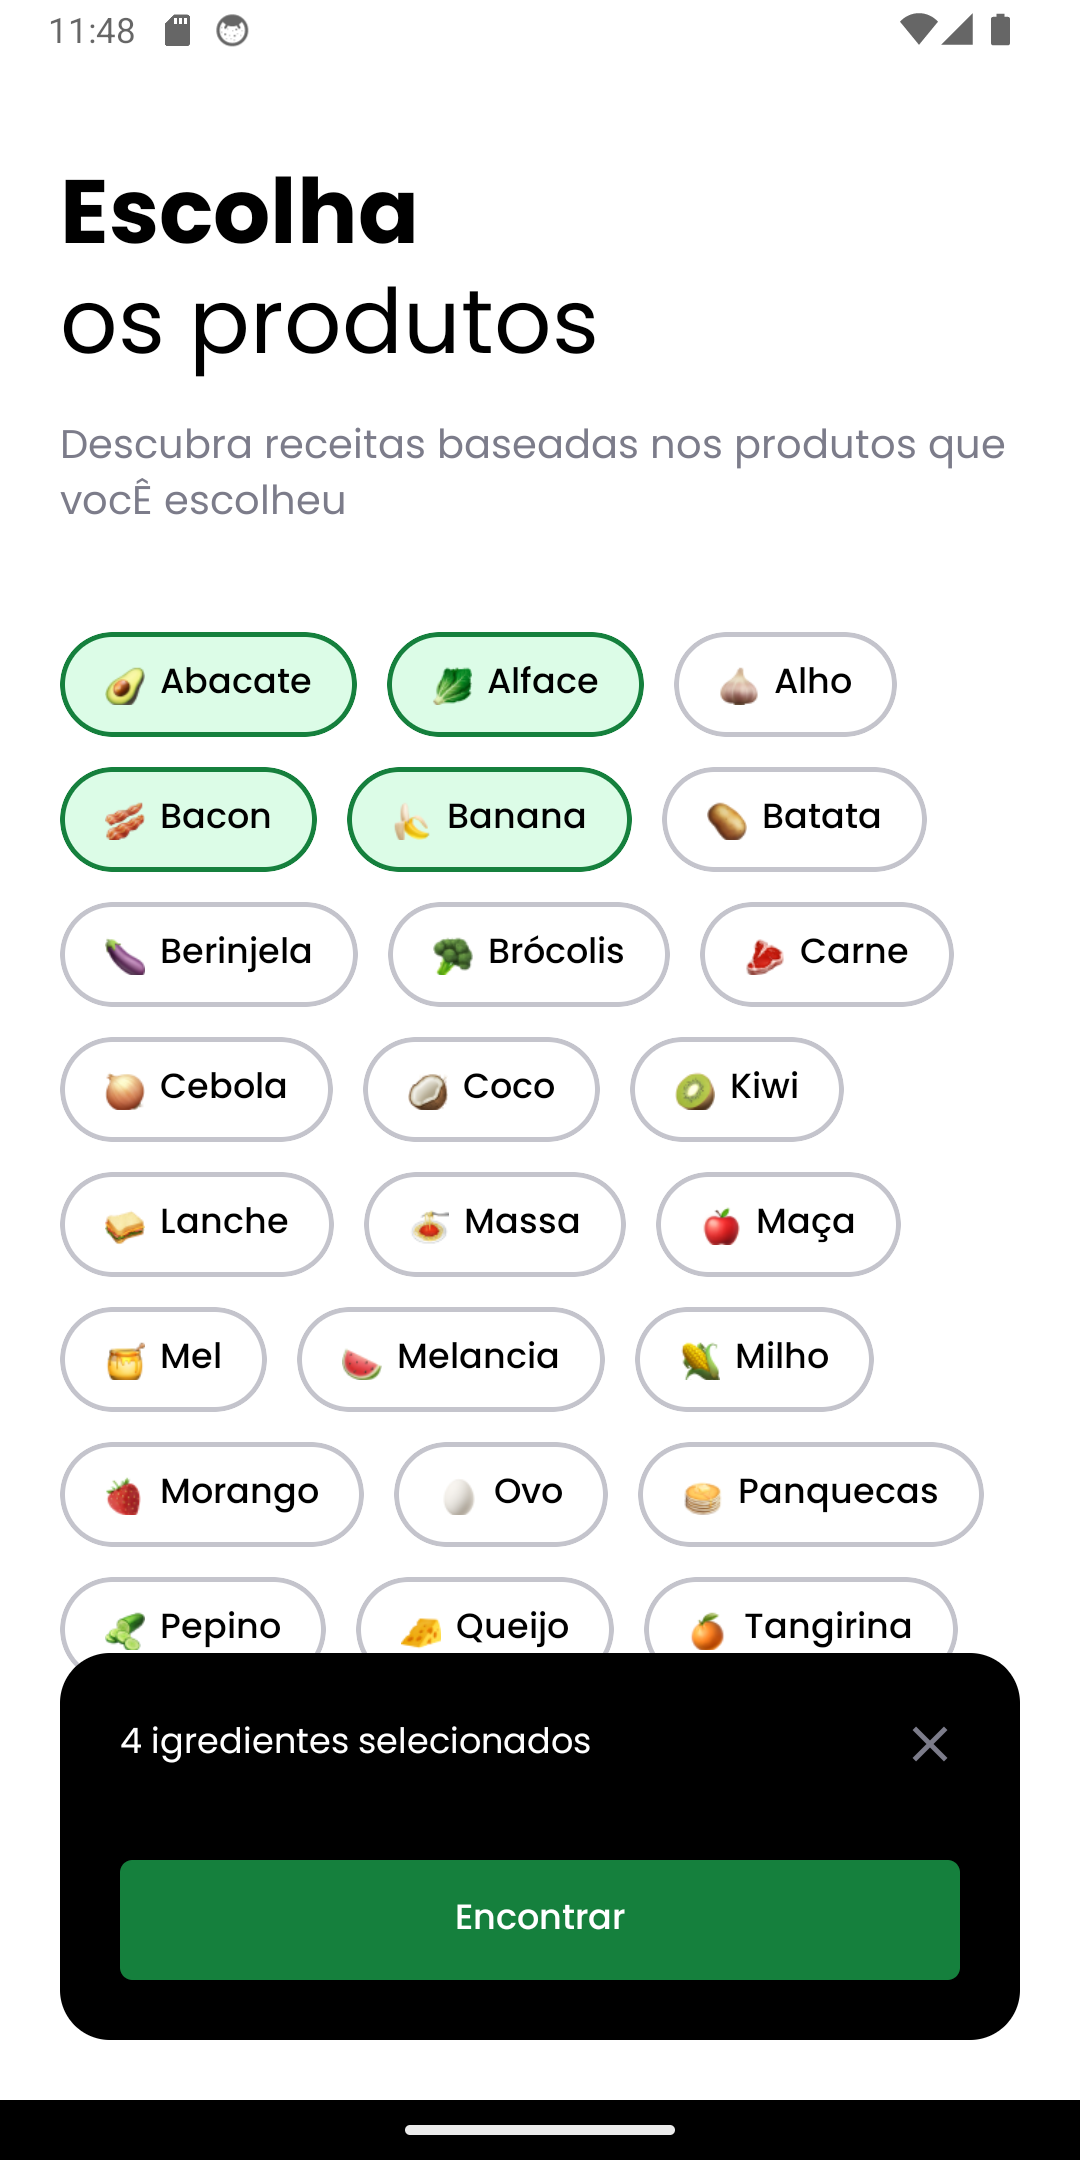 11:48
Escolha
os produtos
Descubra receitas baseadas nos produtos que
vocÊ escolheu
Abacate Alface Alho
Bacon Banana Batata
Berinjela Brócolis Carne
Cebola Coco Kiwi
Lanche Massa Maça
Mel Melancia Milho
Morango Ovo Panquecas
Pepino Queijo Tangirina
4 igredientes selecionados
Encontrar